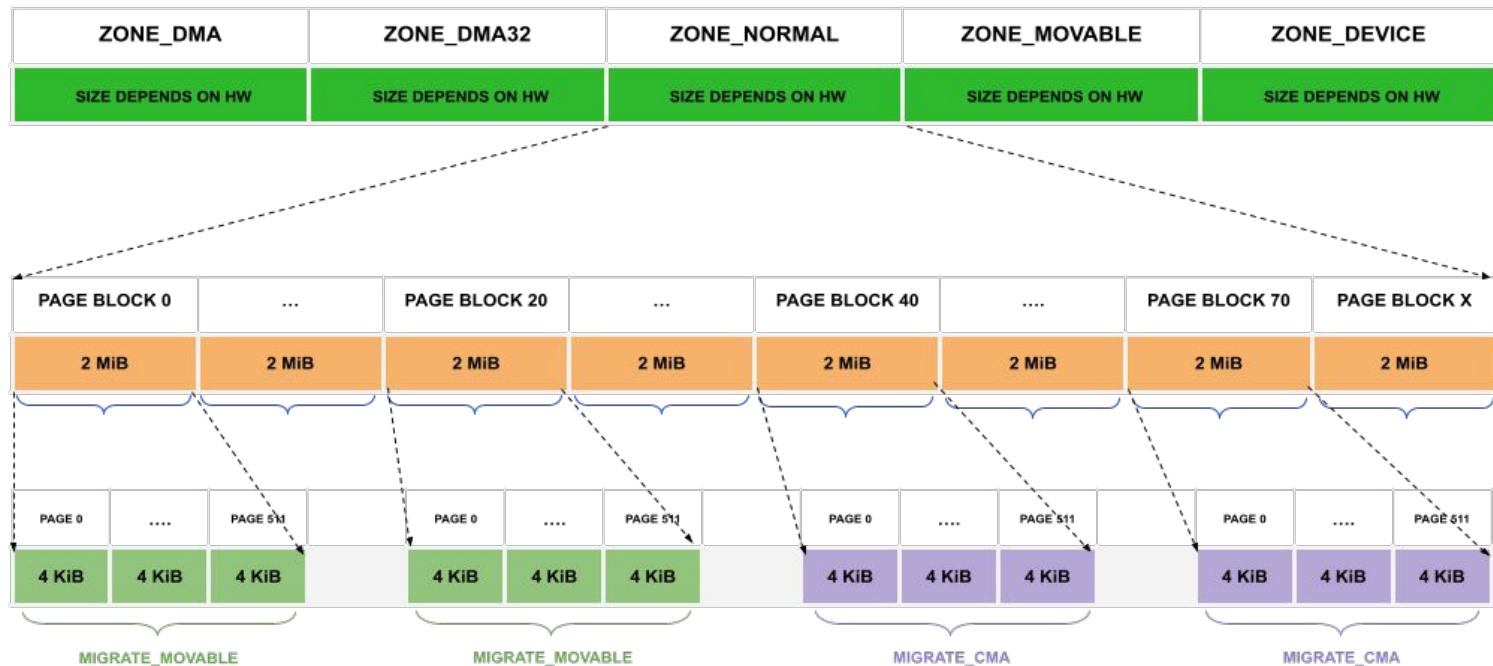 ZONE_DMA ZONE_DMA32 ZONE_NORMAL ZONE_MOVABLE ZONE_DEVICE
SIZE DEPENDS ON HW SIZE DEPENDS ON HW SIZE DEPENDS ON HW SIZE DEPENDS ON HW SIZE DEPENDS ON HW
PAGE BLOCK 0 ... PAGE BLOCK 20 ... PAGE BLOCK 40 .... PAGE BLOCK 70 PAGE BLOCK X
2 MiB 2 MiB 2 MiB 2 MiB 2 MiB 2 MiB 2 MiB 2 MiB
PAGE 0 .... PAGE 511 PAGE 0 .... PAGE 511 PAGE 0 .... PAGE 511 PAGE 0 .... PAGE 511
4 KiB 4 KiB 4 KiB 4 KiB 4 KiB 4 KiB 4 KiB 4 KiB 4 KiB 4 KiB 4 KiB 4 KiB
MIGRATE_MOVABLE MIGRATE_MOVABLE MIGRATE_CMA MIGRATE_CMA